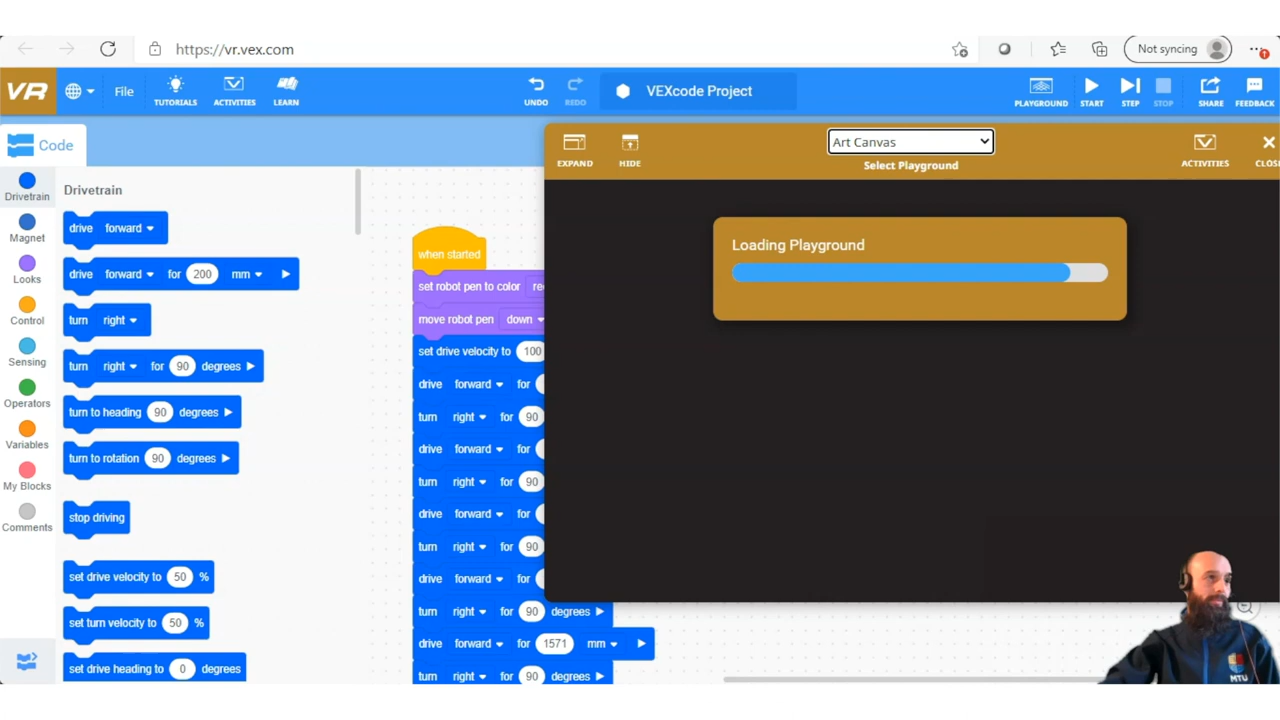 https://vr.vex.com
Not syncing
VR
File
TUTORIALS
ACTIVITIES
LEARN
UNDO
REDO
VEXcode Project
PLAYGROUND
START
STEP
STOP
SHARE
FEEDBACK
Code
EXPAND
HIDE
Art Canvas
Select Playground
ACTIVITIES
CLOS
Drivetrain
Magnet
Looks
Control
Sensing
Operators
Variables
My Blocks
Comments
Drivetrain
drive forward
drive forward for 200 mm
turn right
turn right for 90 degrees
turn to heading 90 degrees
turn to rotation 90 degrees
stop driving
set drive velocity to 50 %
set turn velocity to 50 %
set drive heading to 0 degrees
when started
set robot pen to color re
move robot pen down
set drive velocity to 100
drive forward for
turn right for 90
drive forward for
turn right for 90
drive forward for
turn right for 90
drive forward for
turn right for 90 degrees
drive forward for 1571 mm
turn right for 90 degrees
Loading Playground
MTU